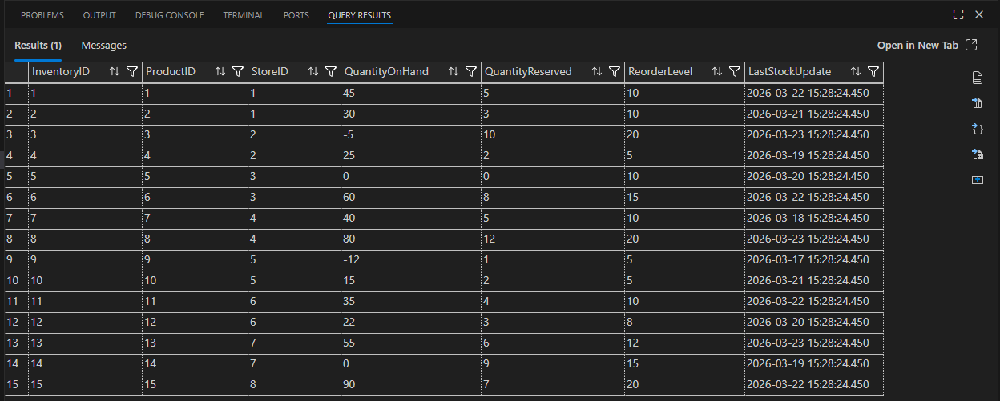 PROBLEMS OUTPUT DEBUG CONSOLE TERMINAL PORTS QUERY RESULTS
Results (1) Messages Open in New Tab
InventoryID ProductID StoreID QuantityOnHand QuantityReserved ReorderLevel LastStockUpdate
1 1 1 1 45 5 10 2026-03-22 15:28:24.450
2 2 2 1 30 3 10 2026-03-21 15:28:24.450
3 3 3 2 -5 10 20 2026-03-23 15:28:24.450
4 4 4 2 25 2 5 2026-03-19 15:28:24.450
5 5 5 3 0 0 10 2026-03-20 15:28:24.450
6 6 6 3 60 8 15 2026-03-22 15:28:24.450
7 7 7 4 40 5 10 2026-03-18 15:28:24.450
8 8 8 4 80 12 20 2026-03-23 15:28:24.450
9 9 9 5 -12 1 5 2026-03-17 15:28:24.450
10 10 10 5 15 2 5 2026-03-21 15:28:24.450
11 11 11 6 35 4 10 2026-03-22 15:28:24.450
12 12 12 6 22 3 8 2026-03-20 15:28:24.450
13 13 13 7 55 6 12 2026-03-23 15:28:24.450
14 14 14 7 0 9 15 2026-03-19 15:28:24.450
15 15 15 8 90 7 20 2026-03-22 15:28:24.450